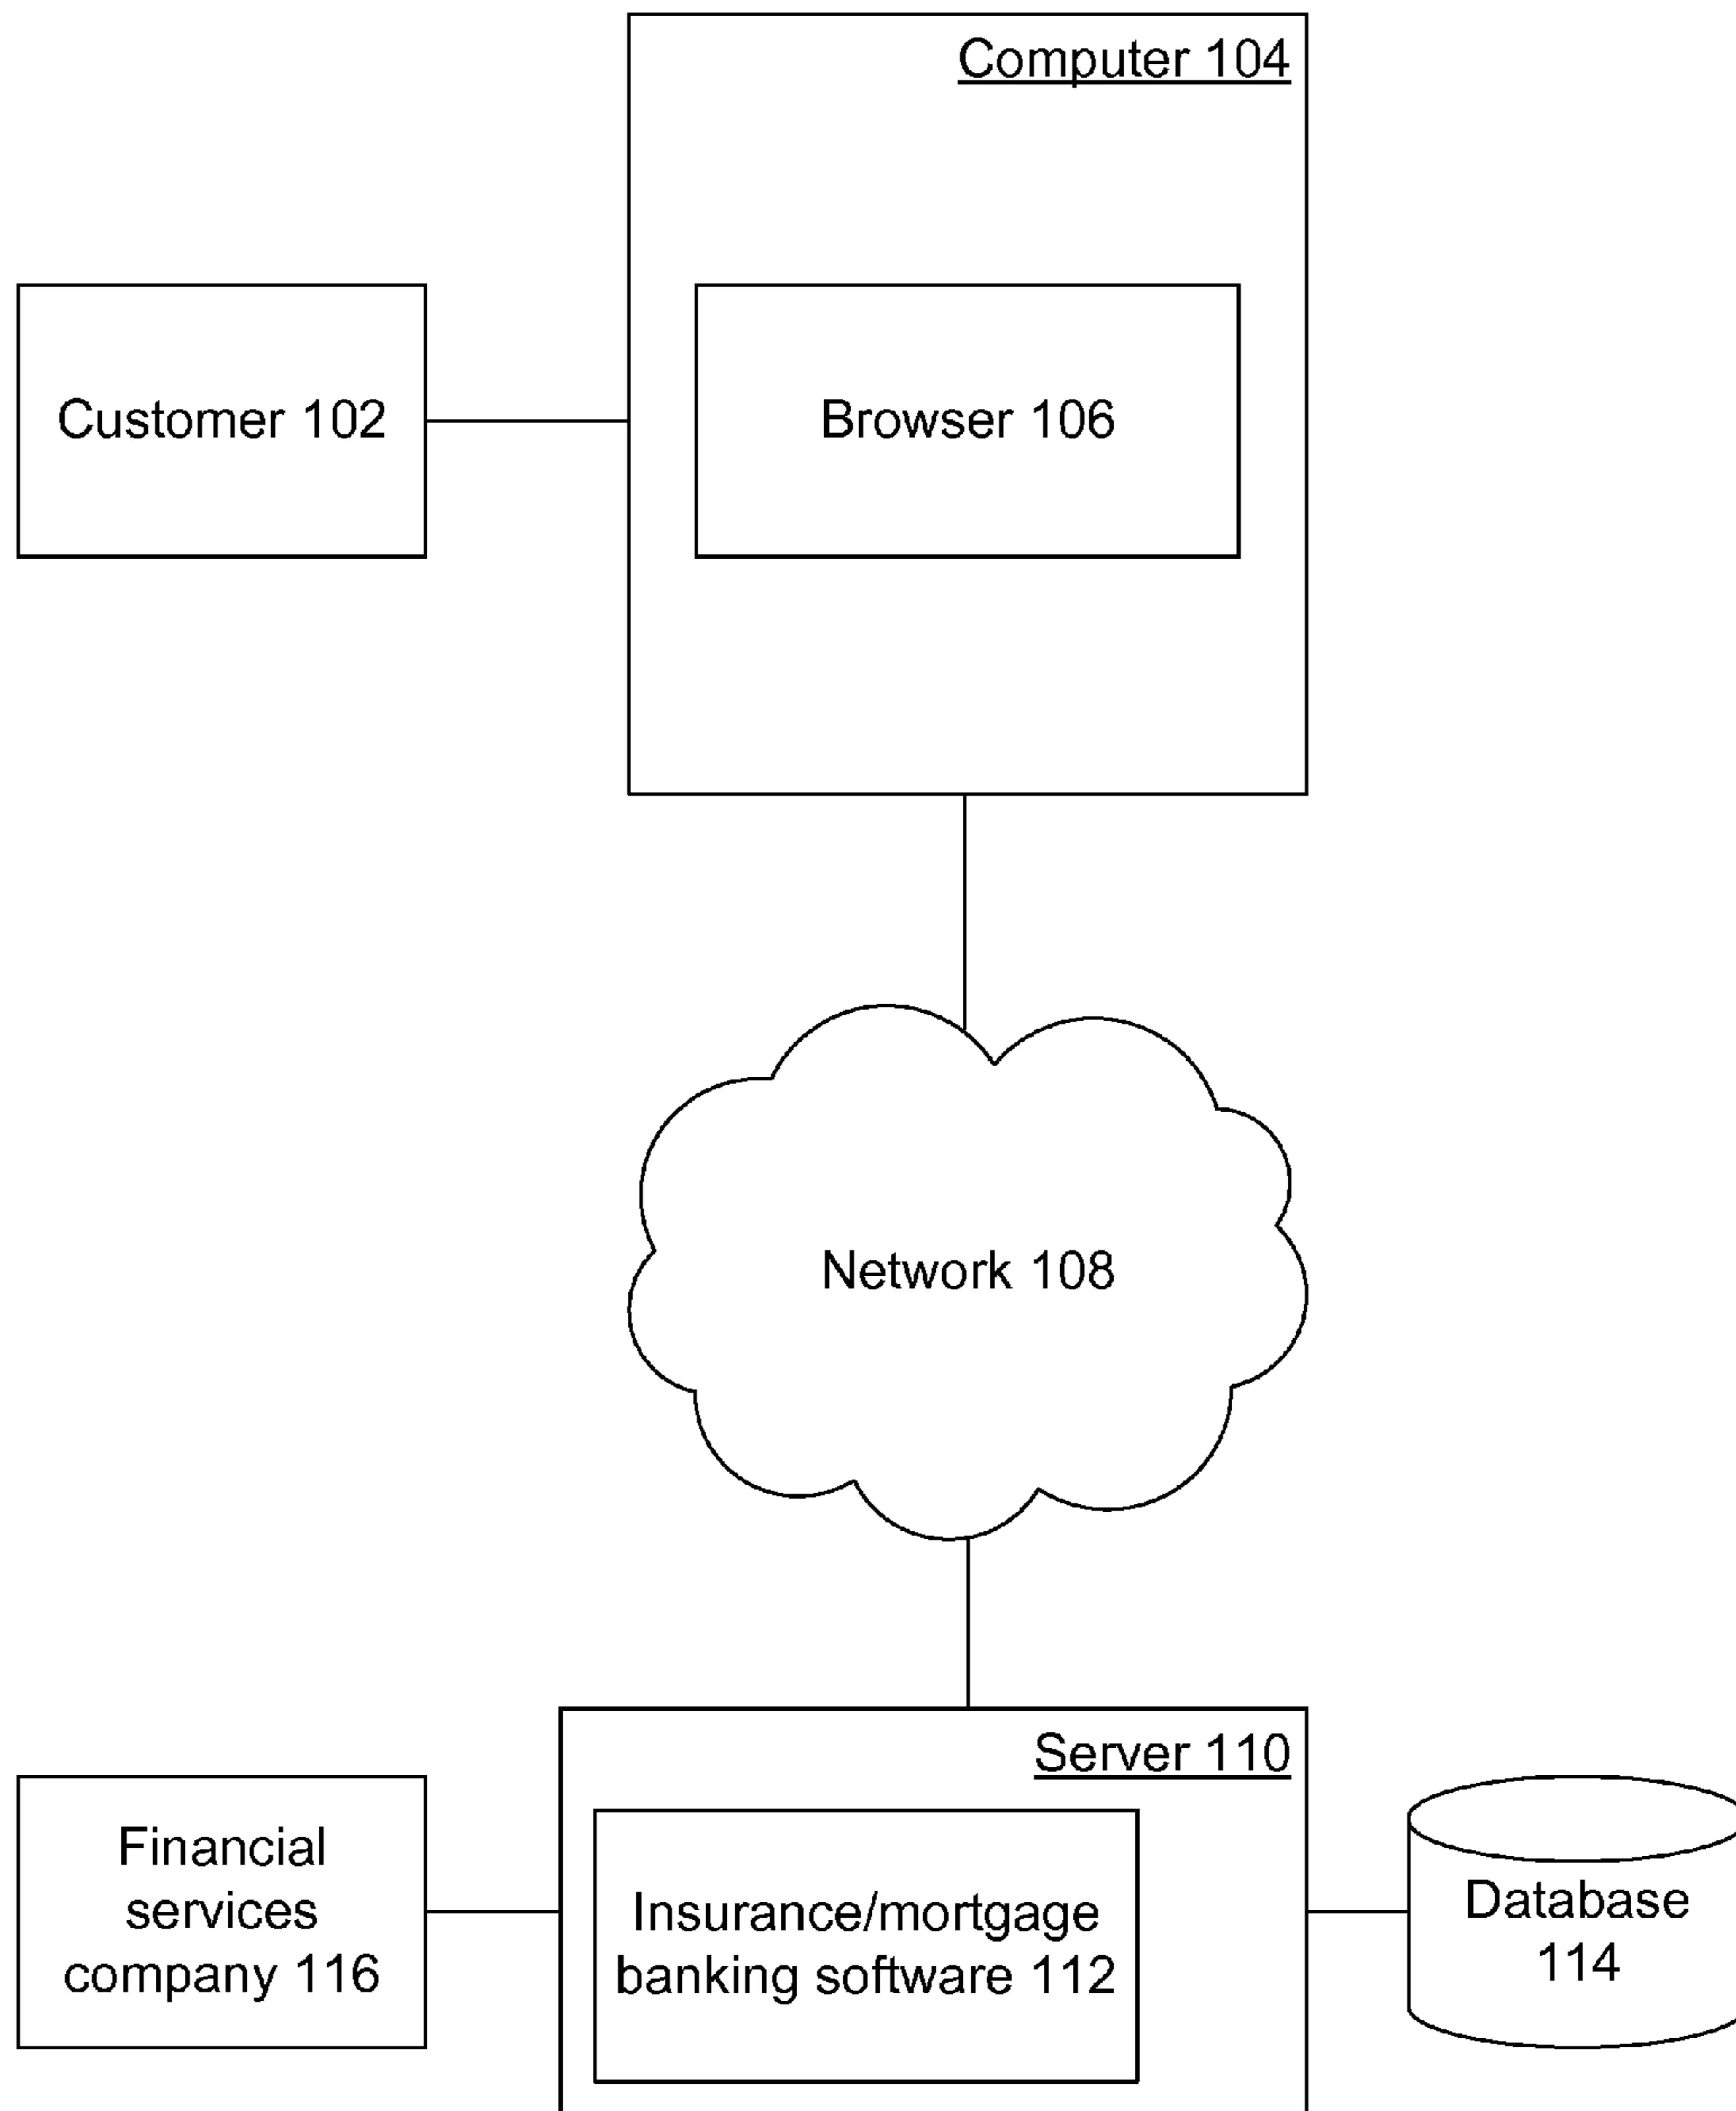 Computer 104
Customer 102
Browser 106
Network 108
Server 110
Financial
services
company 116
Insurance/mortgage
banking software 112
Database
114